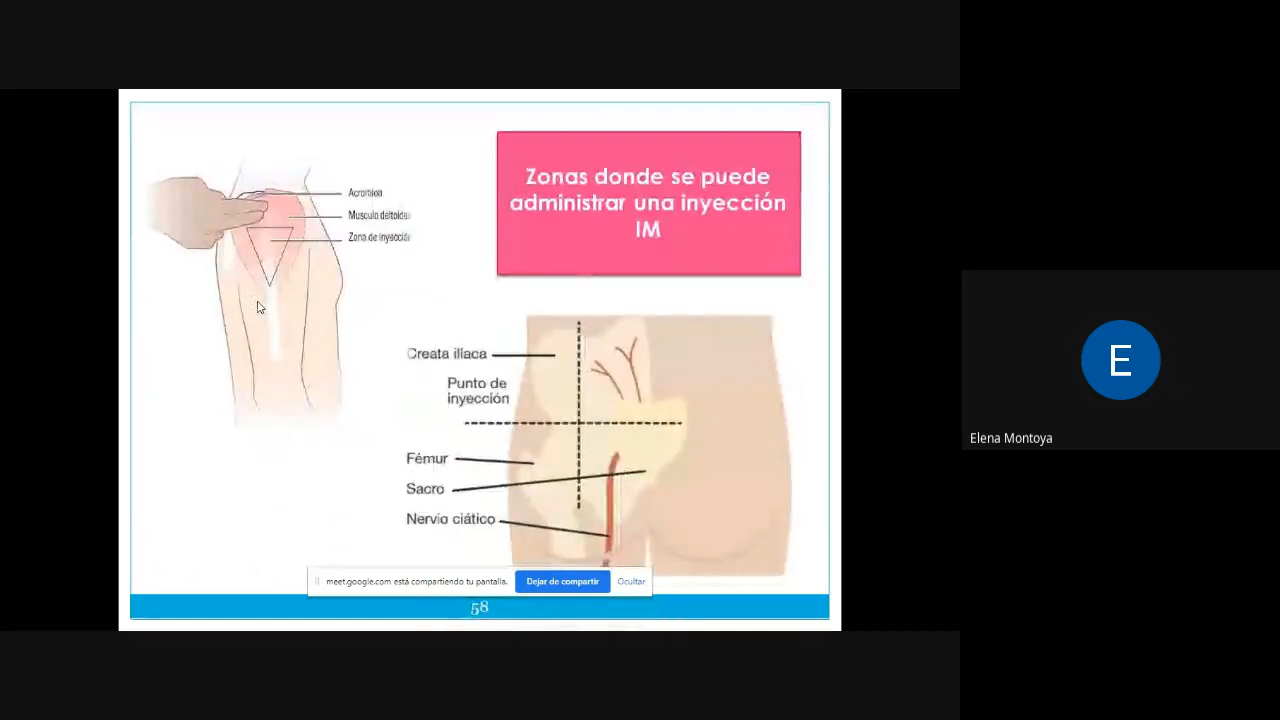 Zonas donde se puede
administrar una inyección
IM
Acromion
Musculo deltoides
Zona de inyección
Creata ilíaca
Punto de
inyección
Fémur
Sacro
Nervio ciático
meet.google.com está compartiendo tu pantalla.
Dejar de compartir
Ocultar
58
E
Elena Montoya